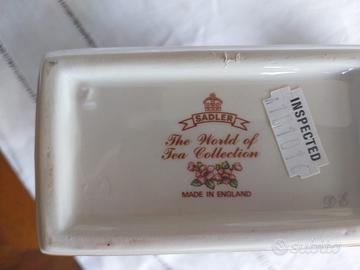 SADLER
The World of
Tea Collection
MADE IN ENGLAND
INSPECTED
subito